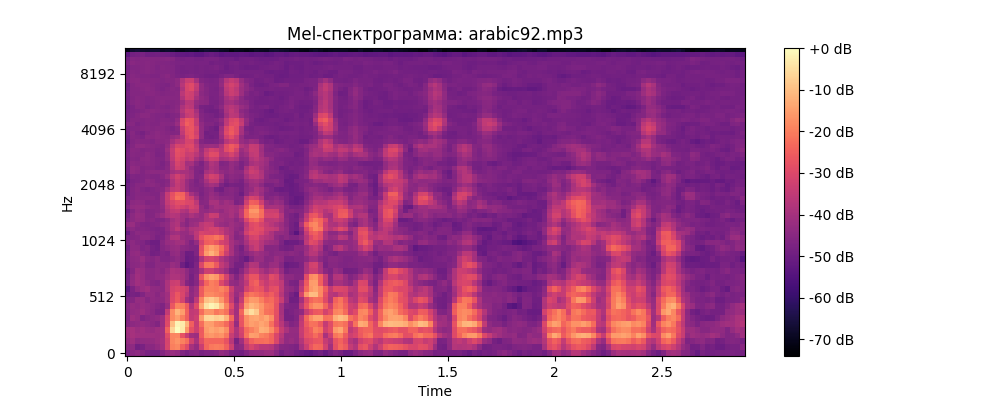 Mel-спектрограмма: arabic92.mp3
8192
4096
2048
1024
512
0
Hz
0
0.5
1
1.5
2
2.5
Time
+0 dB
-10 dB
-20 dB
-30 dB
-40 dB
-50 dB
-60 dB
-70 dB